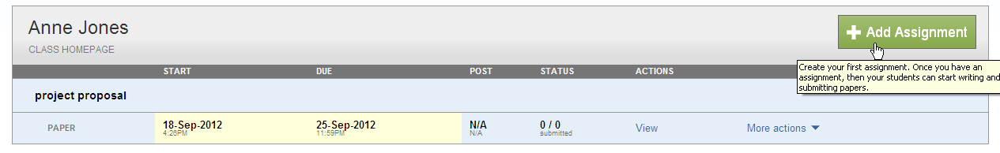 Anne Jones
Add Assignment
CLASS HOMEPAGE
START DUE POST STATUS ACTIONS
Create your first assignment. Once you have an
assignment, then your students can start writing and
submitting papers.
project proposal
PAPER 18-Sep-2012 25-Sep-2012 N/A 0 / 0 View More actions
4:26PM 11:59PM N/A submitted